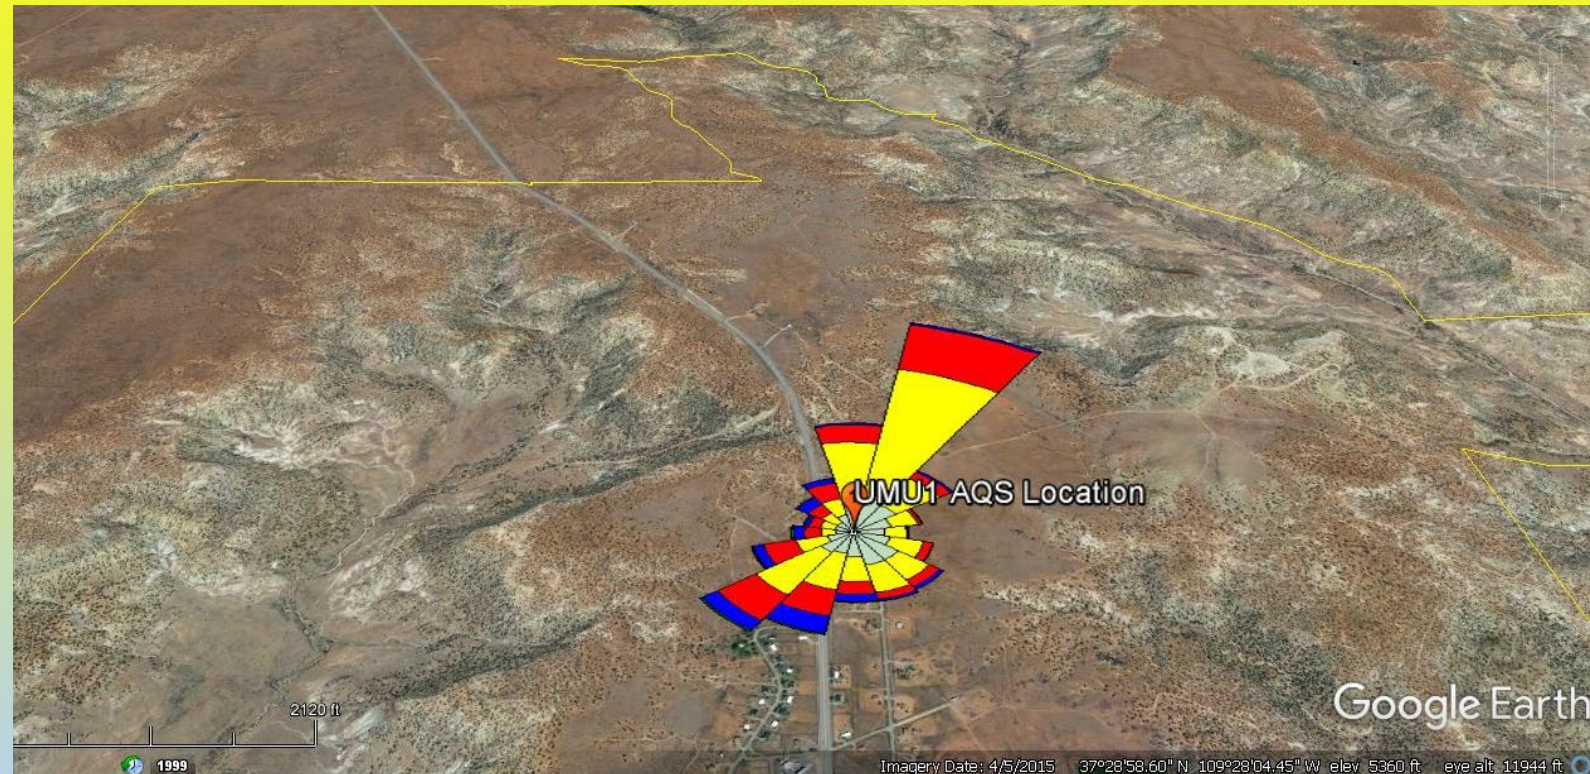 UMU1 AQS Location
2120 ft
Google Earth
1999
Imagery Date: 4/5/2015 37°28'58.60" N 109°28'04.45" W elev 5360 ft eye alt 11944 ft